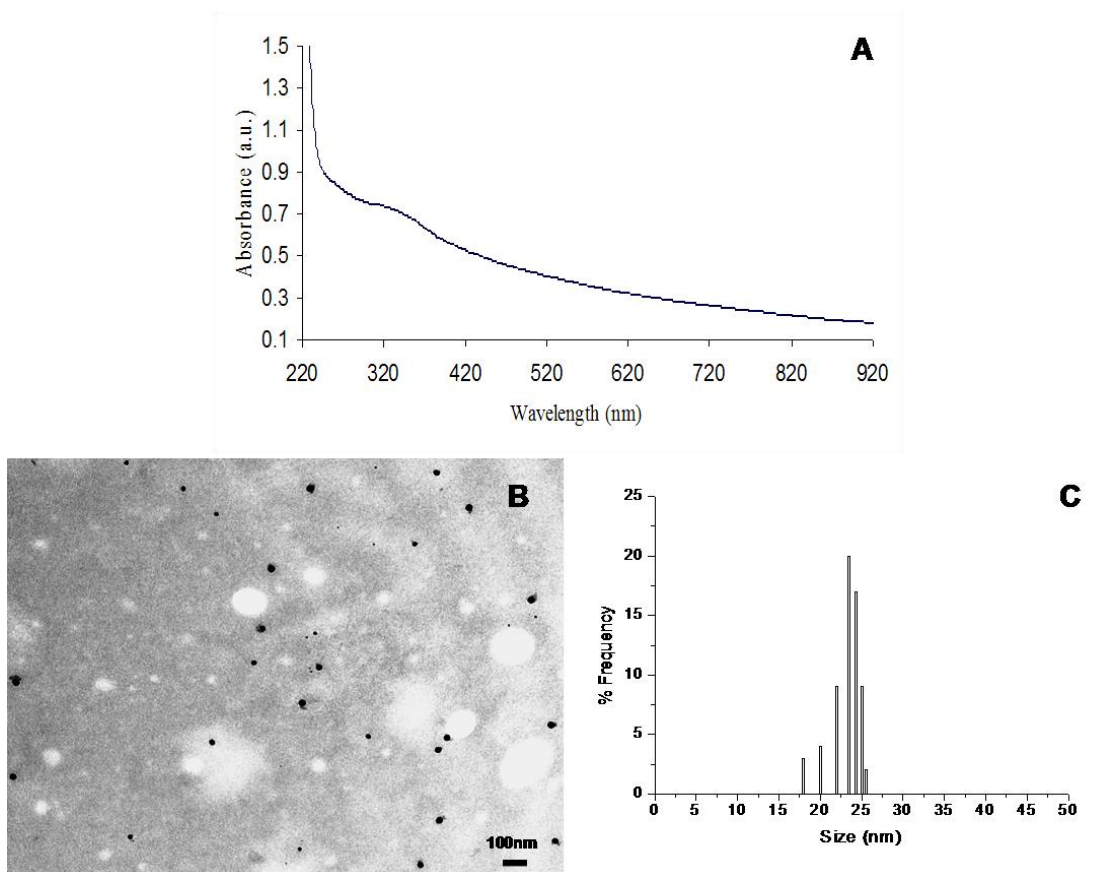 A
1.5
1.3
1.1
0.9
0.7
0.5
0.3
0.1
Absorbance (a.u.)
220 320 420 520 620 720 820 920
Wavelength (nm)
B
100nm
C
25
20
15
10
5
0
% Frequency
0 5 10 15 20 25 30 35 40 45 50
Size (nm)